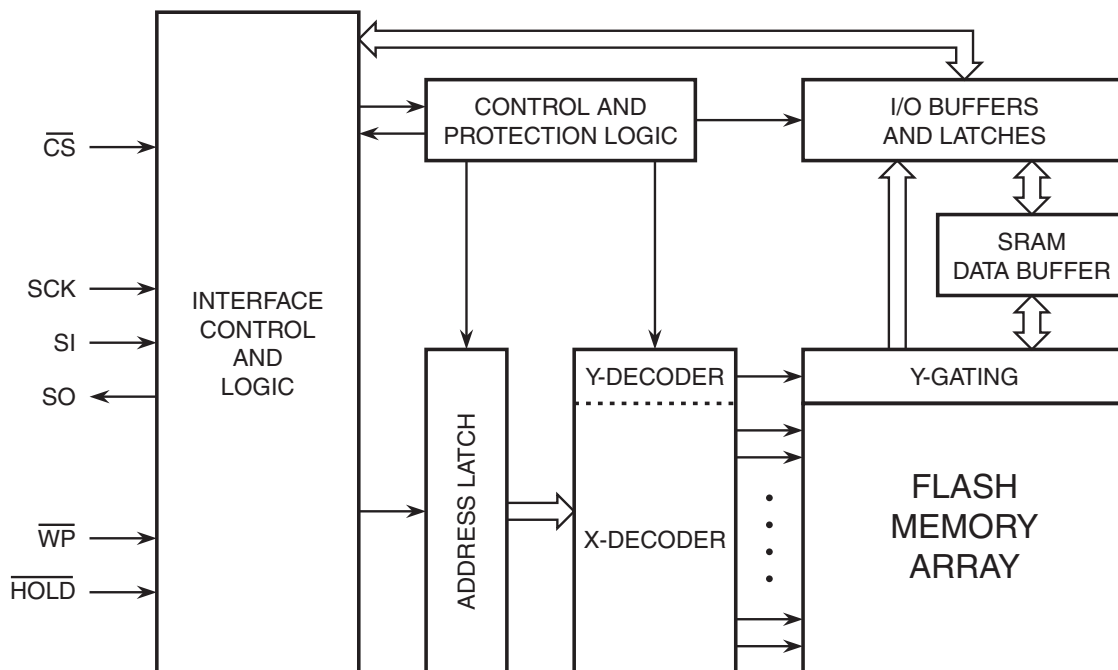 CS
SCK
SI
SO
WP
HOLD
INTERFACE
CONTROL
AND
LOGIC
CONTROL AND
PROTECTION LOGIC
I/O BUFFERS
AND LATCHES
SRAM
DATA BUFFER
ADDRESS LATCH
Y-DECODER
X-DECODER
Y-GATING
FLASH
MEMORY
ARRAY